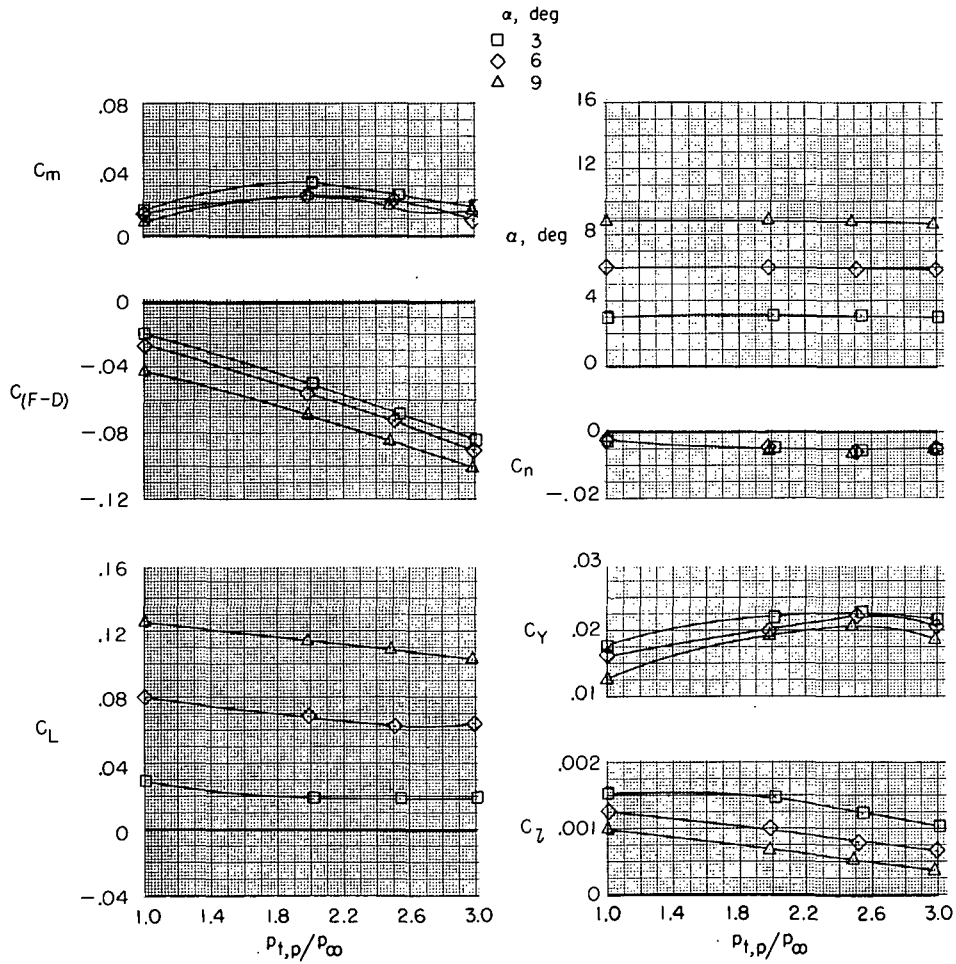 α, deg
3
6
9
.08
.04
0
C_m
0
-.04
-.08
-.12
C_(F-D)
.16
.12
.08
.04
0
-.04
C_L
1.0 1.4 1.8 2.2 2.6 3.0
p_t,p/p_∞
16
12
8
4
0
α, deg
0
-.02
C_n
.03
.02
.01
C_Y
.002
.001
0
C_l
1.0 1.4 1.8 2.2 2.6 3.0
p_t,p/p_∞